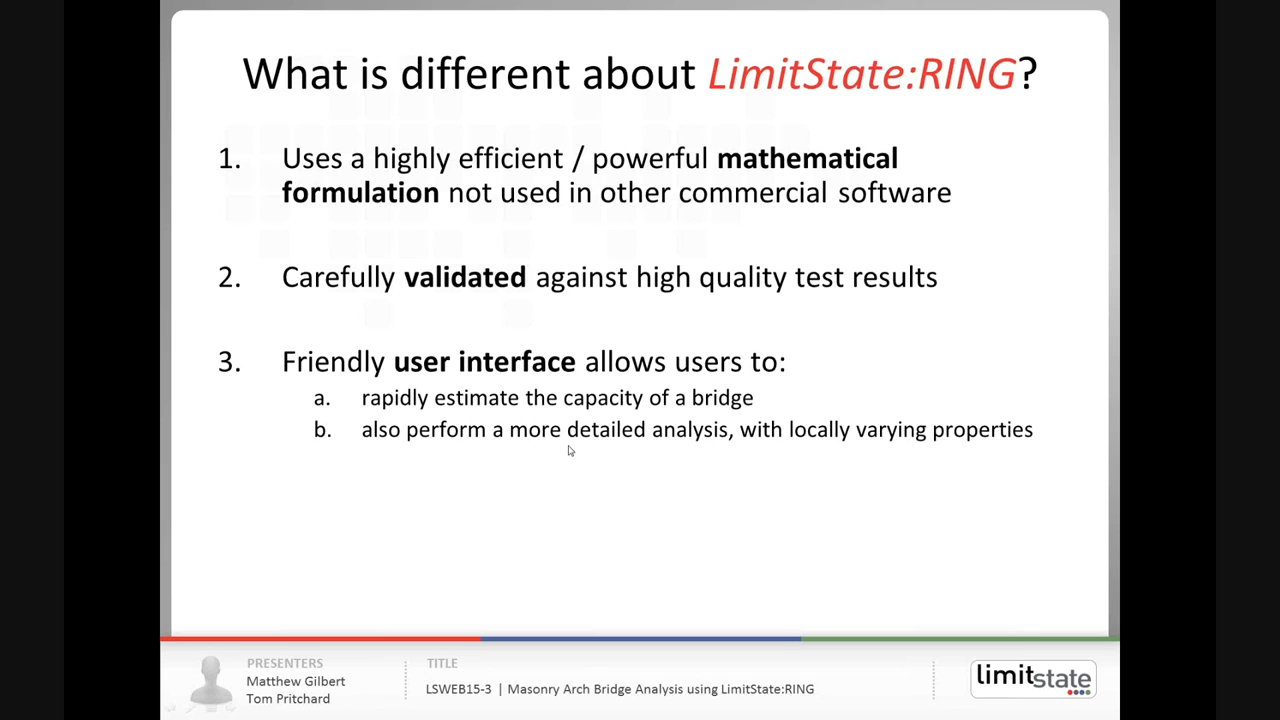 What is different about LimitState:RING?
1. Uses a highly efficient / powerful mathematical
formulation not used in other commercial software
2. Carefully validated against high quality test results
3. Friendly user interface allows users to:
a. rapidly estimate the capacity of a bridge
b. also perform a more detailed analysis, with locally varying properties
PRESENTERS
Matthew Gilbert
Tom Pritchard
TITLE
LSWEB15-3 | Masonry Arch Bridge Analysis using LimitState:RING
limitstate